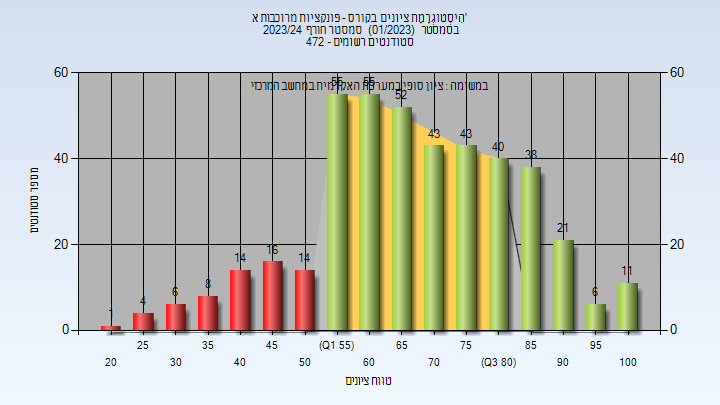 היסטוגרמת ציונים בקורס - פונקציות מרוכבות א'
בסמסטר (01/2023) סמסטר חורף 2023/24
סטודנטים רשומים - 472
במשימה : ציון סופי במערכת האקדמית במחשב המרכזי
מספר סטודנטים
60 60
40 40
20 20
0 0
1 4 6 8 14 16 14 55 55 52 43 43 40 38 21 6 11
25 35 45 (Q1 55) 65 75 85 95
20 30 40 50 60 70 (Q3 80) 90 100
טווח ציונים